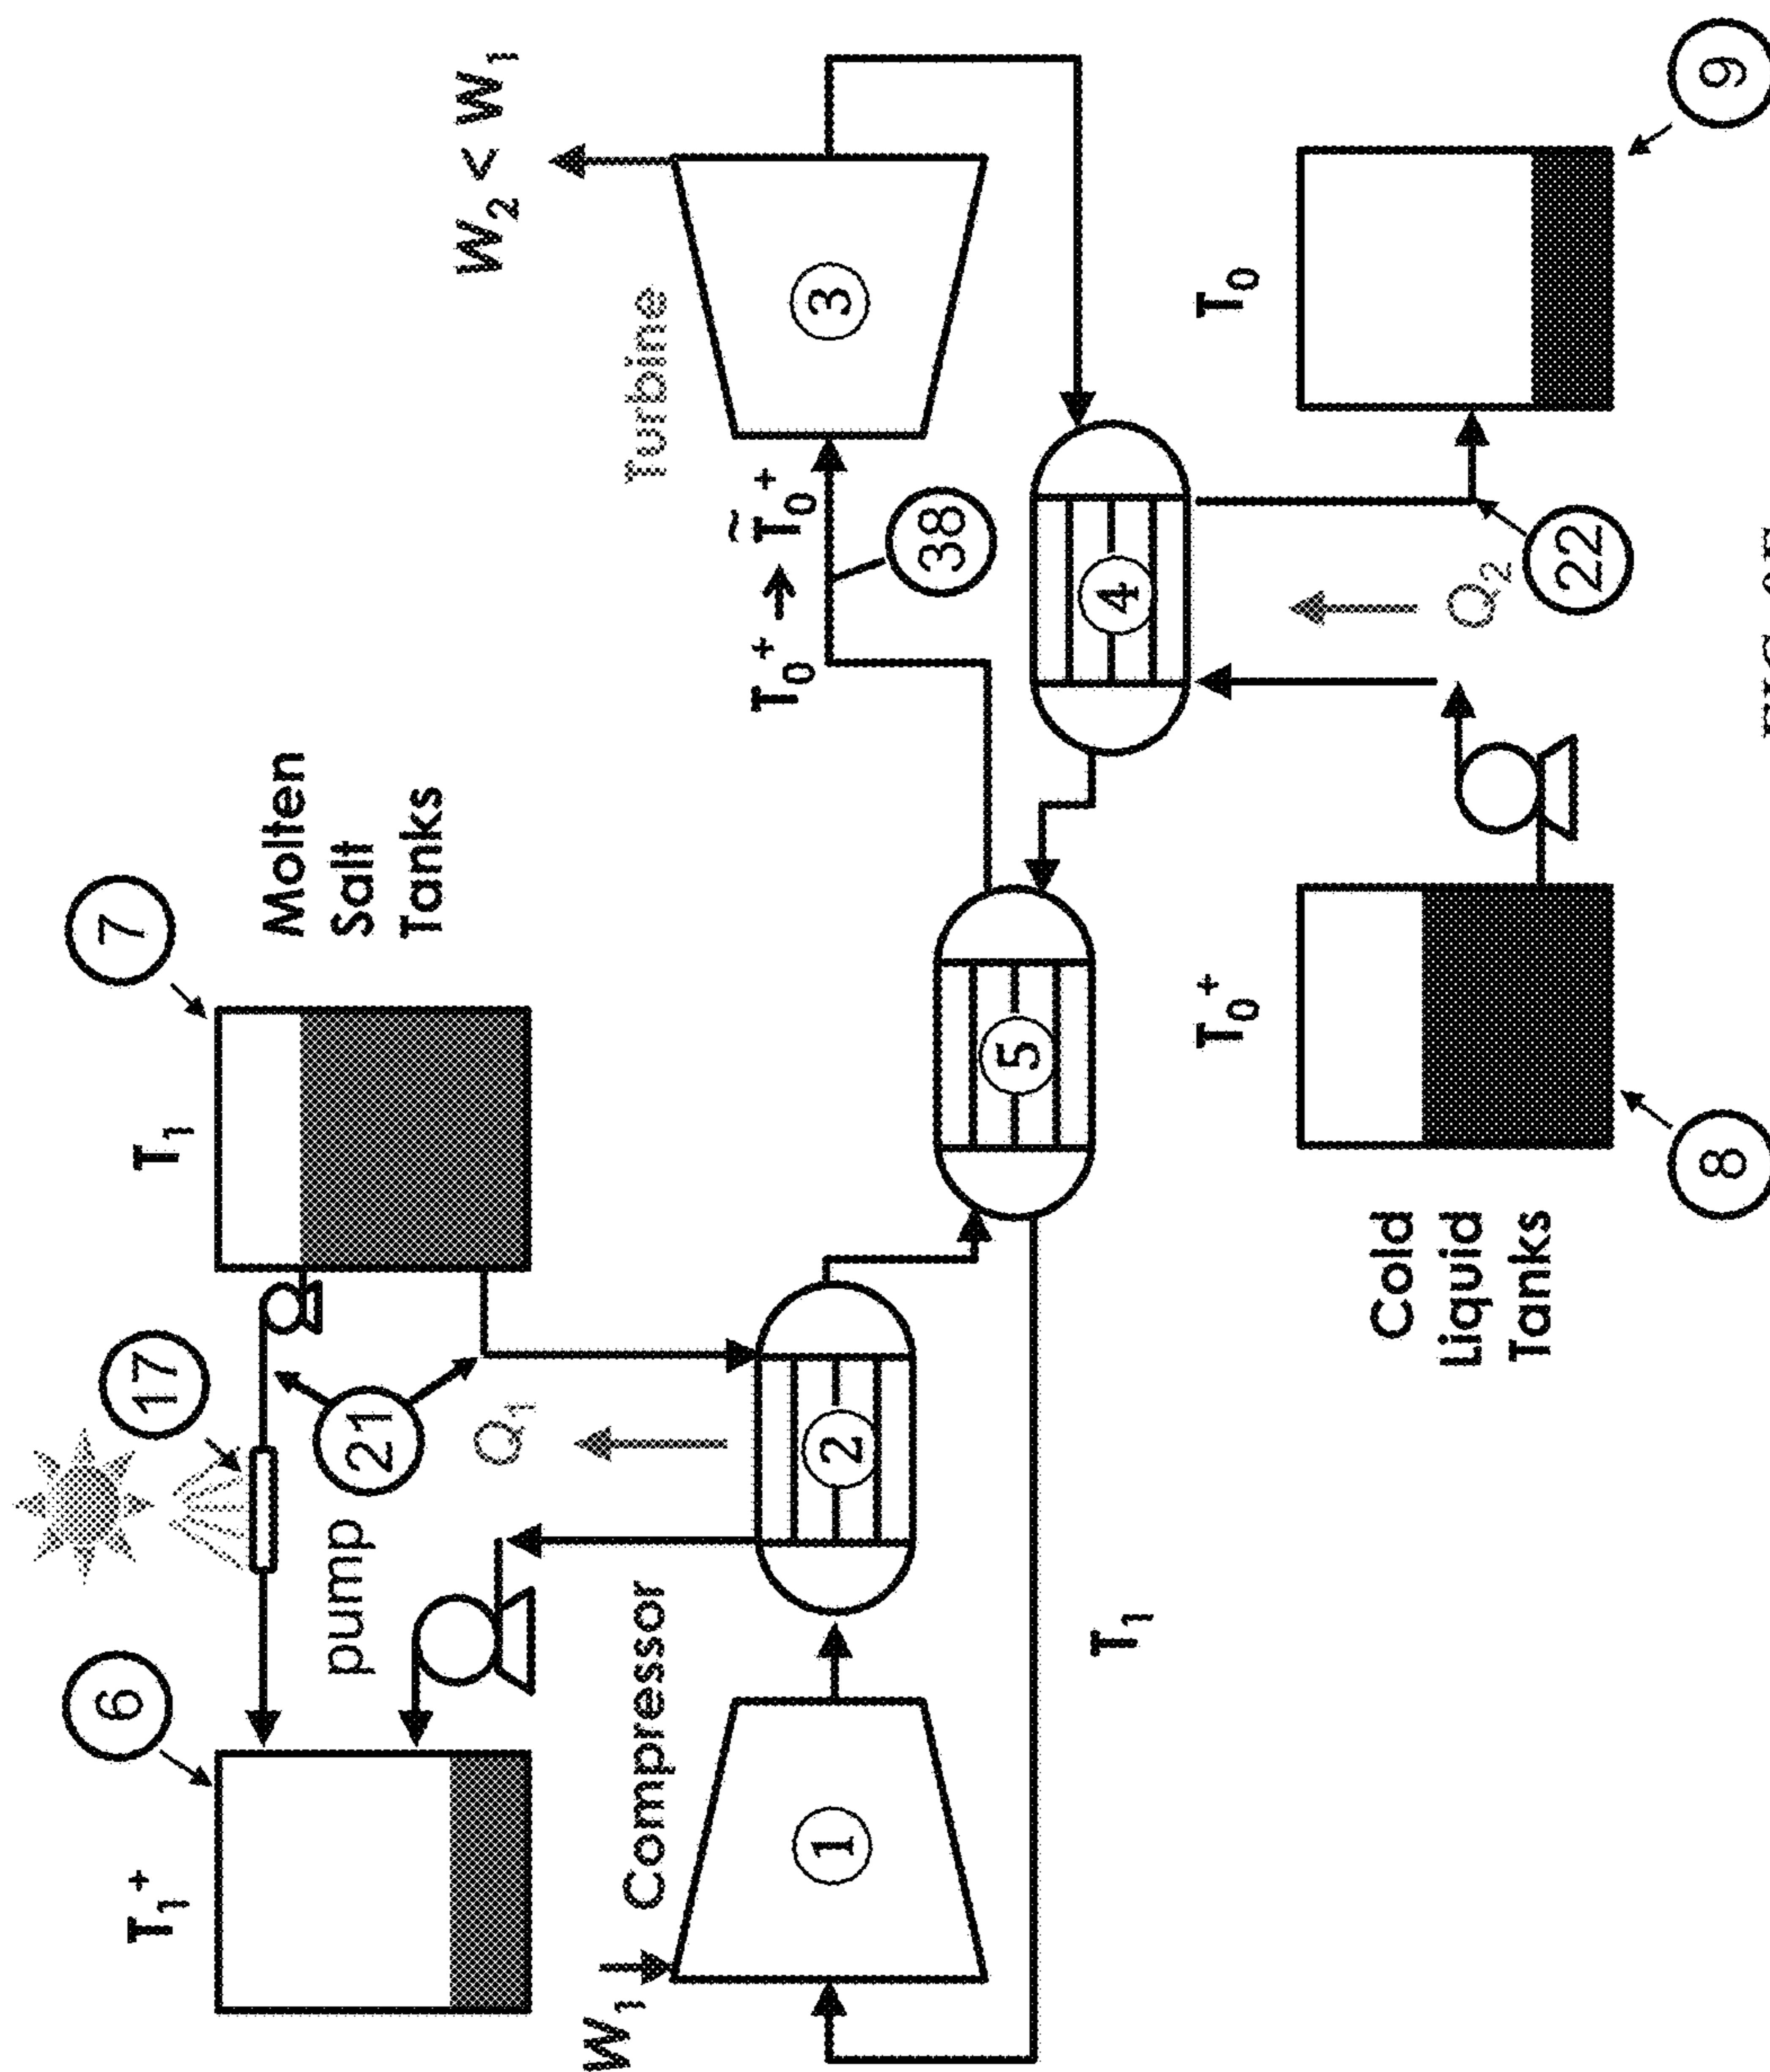 6
7
17
T₁⁺
T₁
Molten
Salt
Tanks
pump
21
Q₁
W₂ < W₁
W₁
Compressor
Turbine
T₀⁺ → T̃₀⁺
1
2
3
38
5
4
T₁
T₀⁺
T₀
Cold
Liquid
Tanks
Q₂
22
8
9